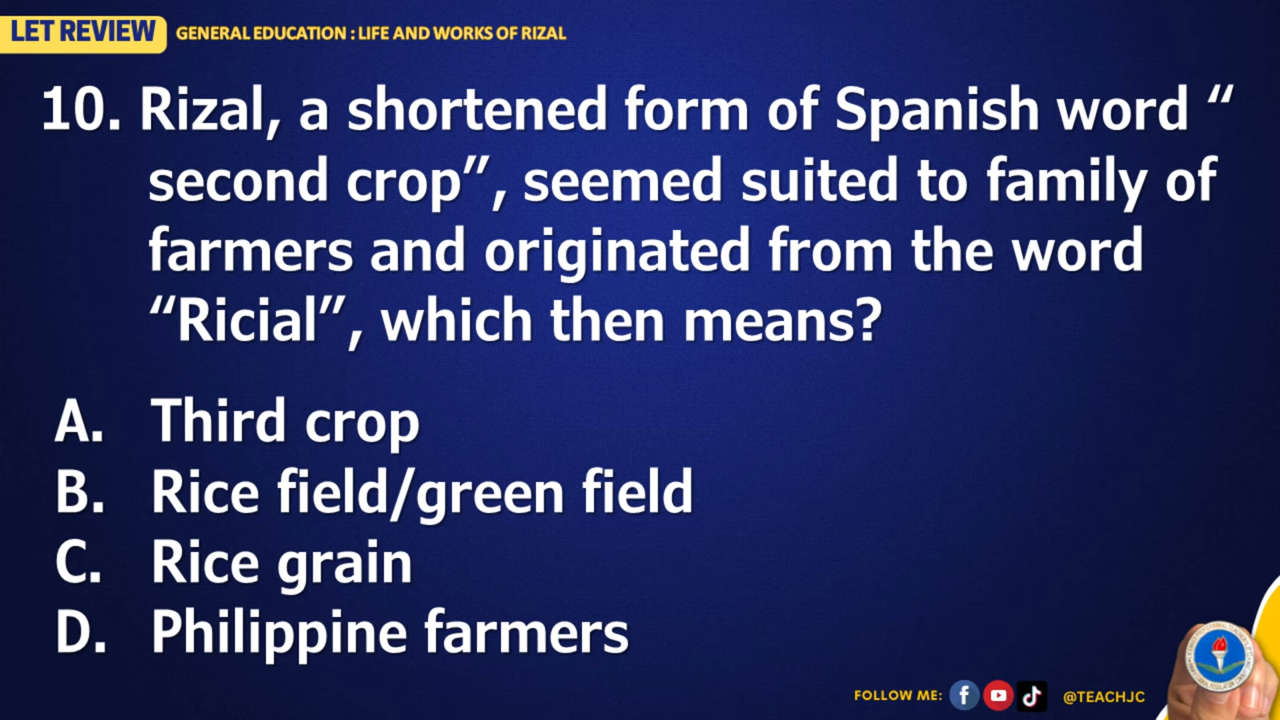 LET REVIEW
GENERAL EDUCATION : LIFE AND WORKS OF RIZAL
10. Rizal, a shortened form of Spanish word “
second crop”, seemed suited to family of
farmers and originated from the word
“Ricial”, which then means?
A. Third crop
B. Rice field/green field
C. Rice grain
D. Philippine farmers
FOLLOW ME: @TEACHJC